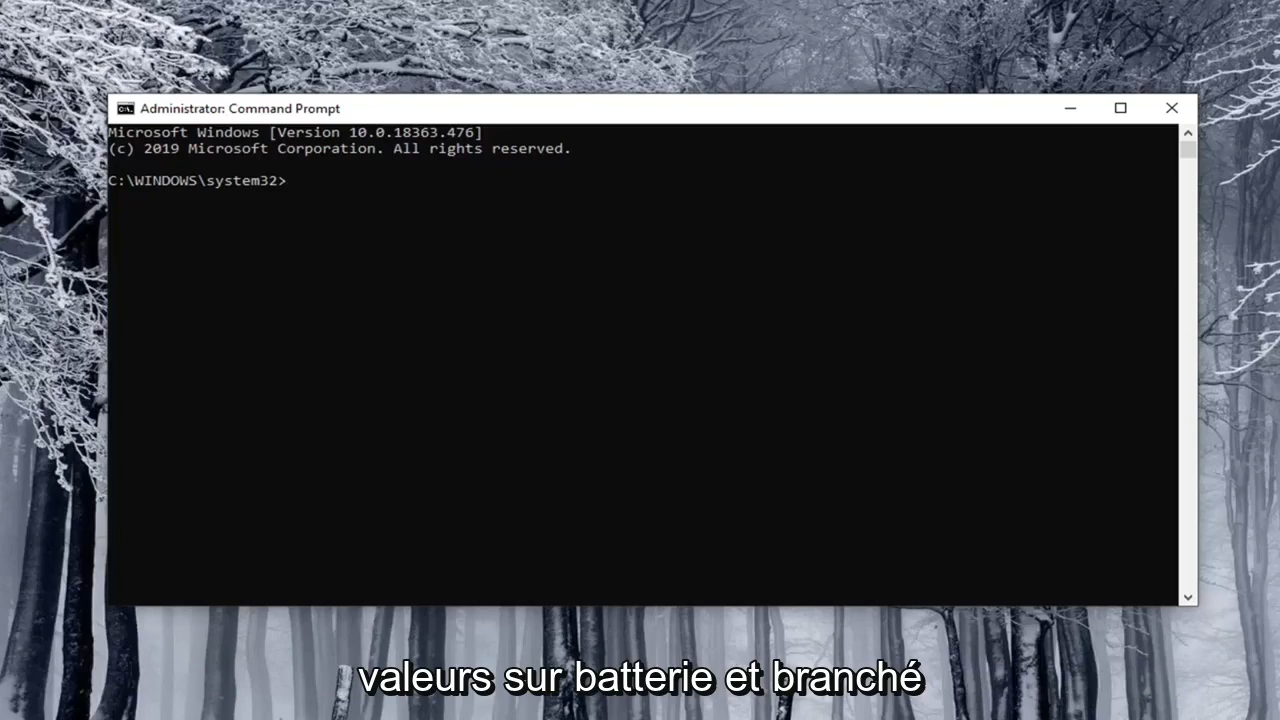 Administrator: Command Prompt
Microsoft Windows [Version 10.0.18363.476]
(c) 2019 Microsoft Corporation. All rights reserved.
C:\WINDOWS\system32>
valeurs sur batterie et branché